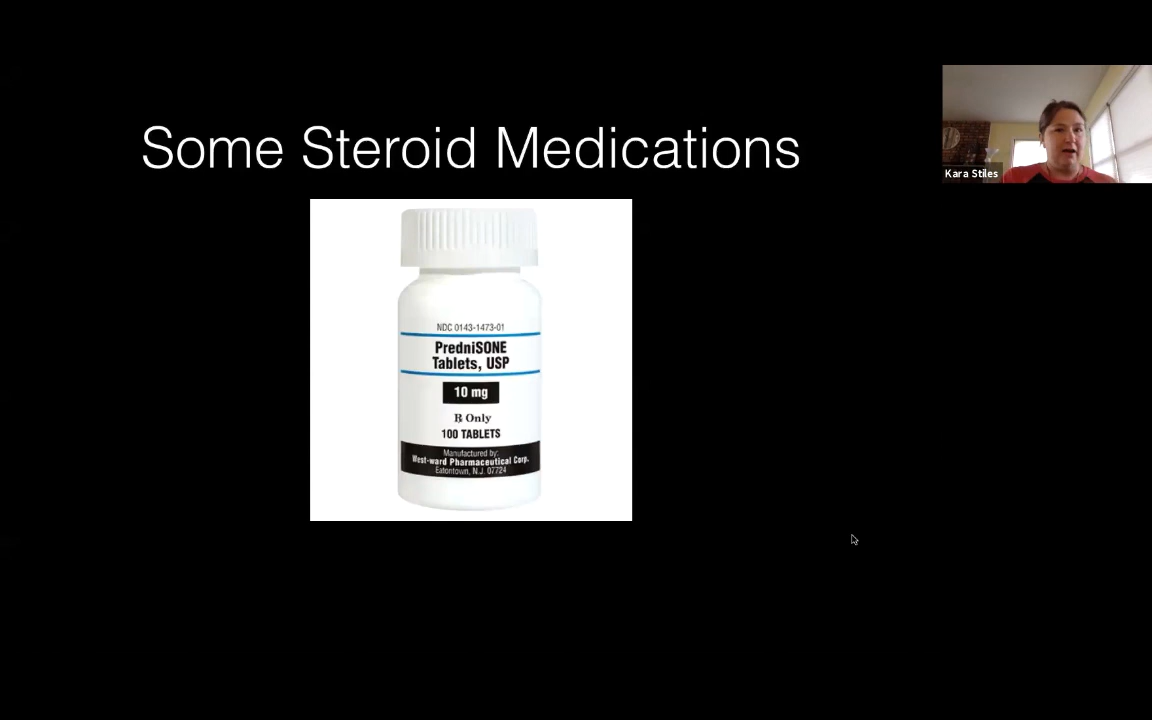 Some Steroid Medications
Kara Stiles
NDC 0143-1473-01
PredniSONE
Tablets, USP
10 mg
℞ Only
100 TABLETS
Manufactured by:
West-ward Pharmaceutical Corp.
Eatontown, N.J. 07724